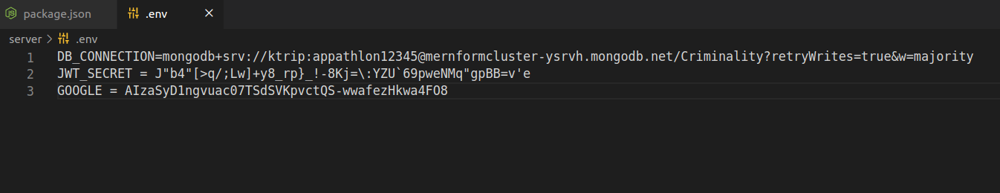 package.json .env ×
server > .env
1 DB_CONNECTION=mongodb+srv://ktrip:appathlon12345@mernformcluster-ysrvh.mongodb.net/Criminality?retryWrites=true&w=majority
2 JWT_SECRET = J"b4"[>q/;Lw]+y8_rp}_!-8Kj=\:YZU`69pweNMq"gpBB=v'e
3 GOOGLE = AIzaSyD1ngvuac07TSdSVKpvctQS-wwafezHkwa4FO8